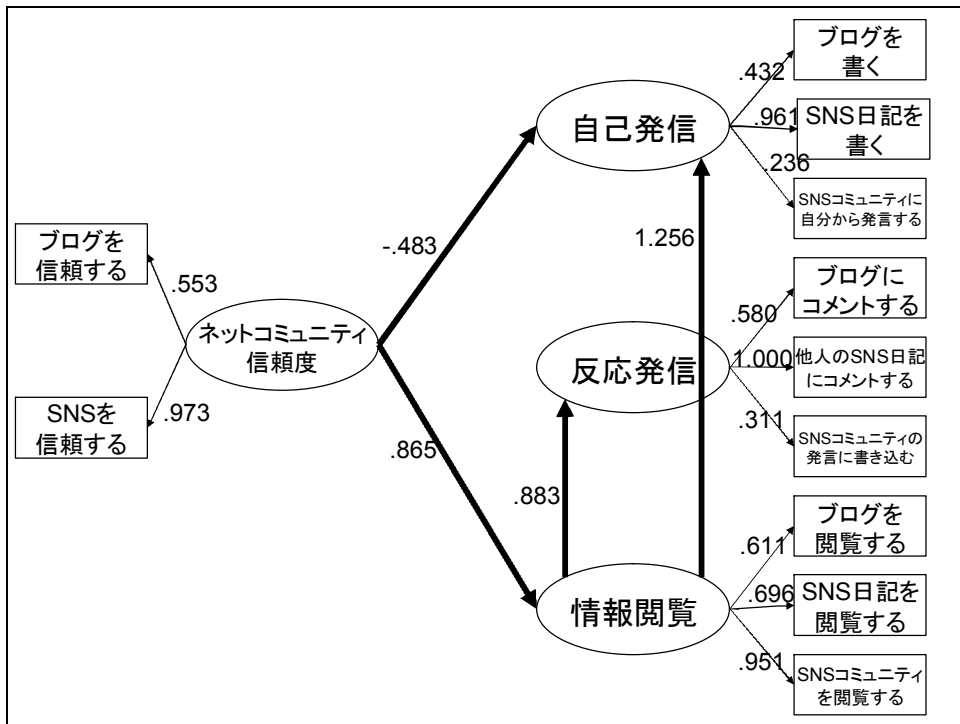 ブログを
書く
.432
自己発信
.961
SNS日記を
書く
.236
SNSコミュニティに
自分から発言する
ブログを
信頼する
-.483
1.256
.553
ネットコミュニティ
信頼度
ブログに
コメントする
.580
反応発信
1.000
他人のSNS日記
にコメントする
SNSを
信頼する
.973
.311
SNSコミュニティの
発言に書き込む
.865
.883
ブログを
閲覧する
.611
情報閲覧
.696
SNS日記を
閲覧する
.951
SNSコミュニティ
を閲覧する